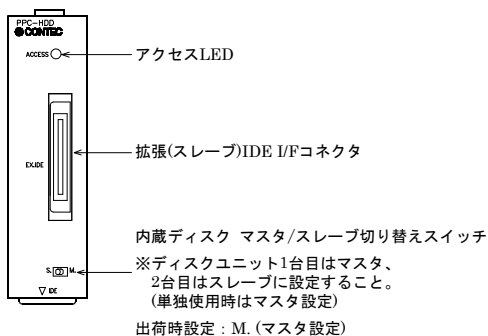 PPC-HDD
CONTEC
ACCESS
アクセスLED
EX.IDE
拡張(スレーブ)IDE I/Fコネクタ
内蔵ディスク マスタ/スレーブ切り替えスイッチ
S. M.
※ディスクユニット1台目はマスタ、
2台目はスレーブに設定すること。
(単独使用時はマスタ設定)
▽ IDE
出荷時設定：M. (マスタ設定)